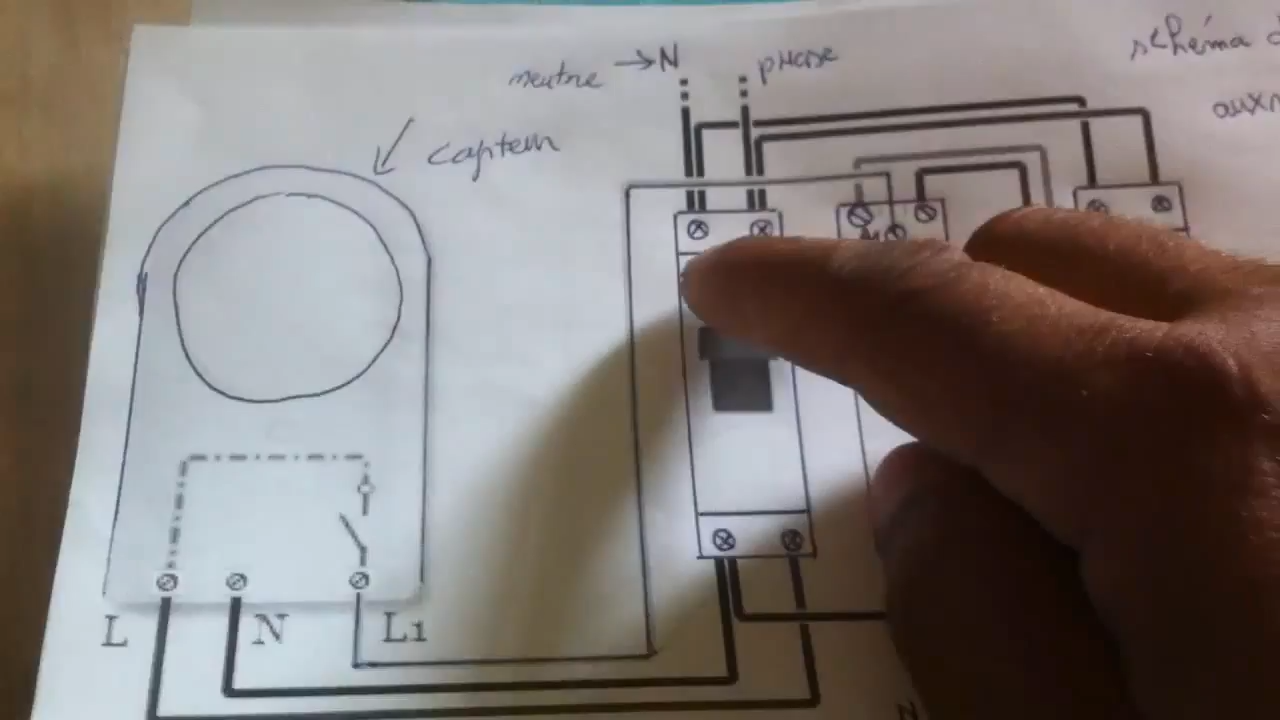 neutre → N phase
schéma
capteur
L N L1
N